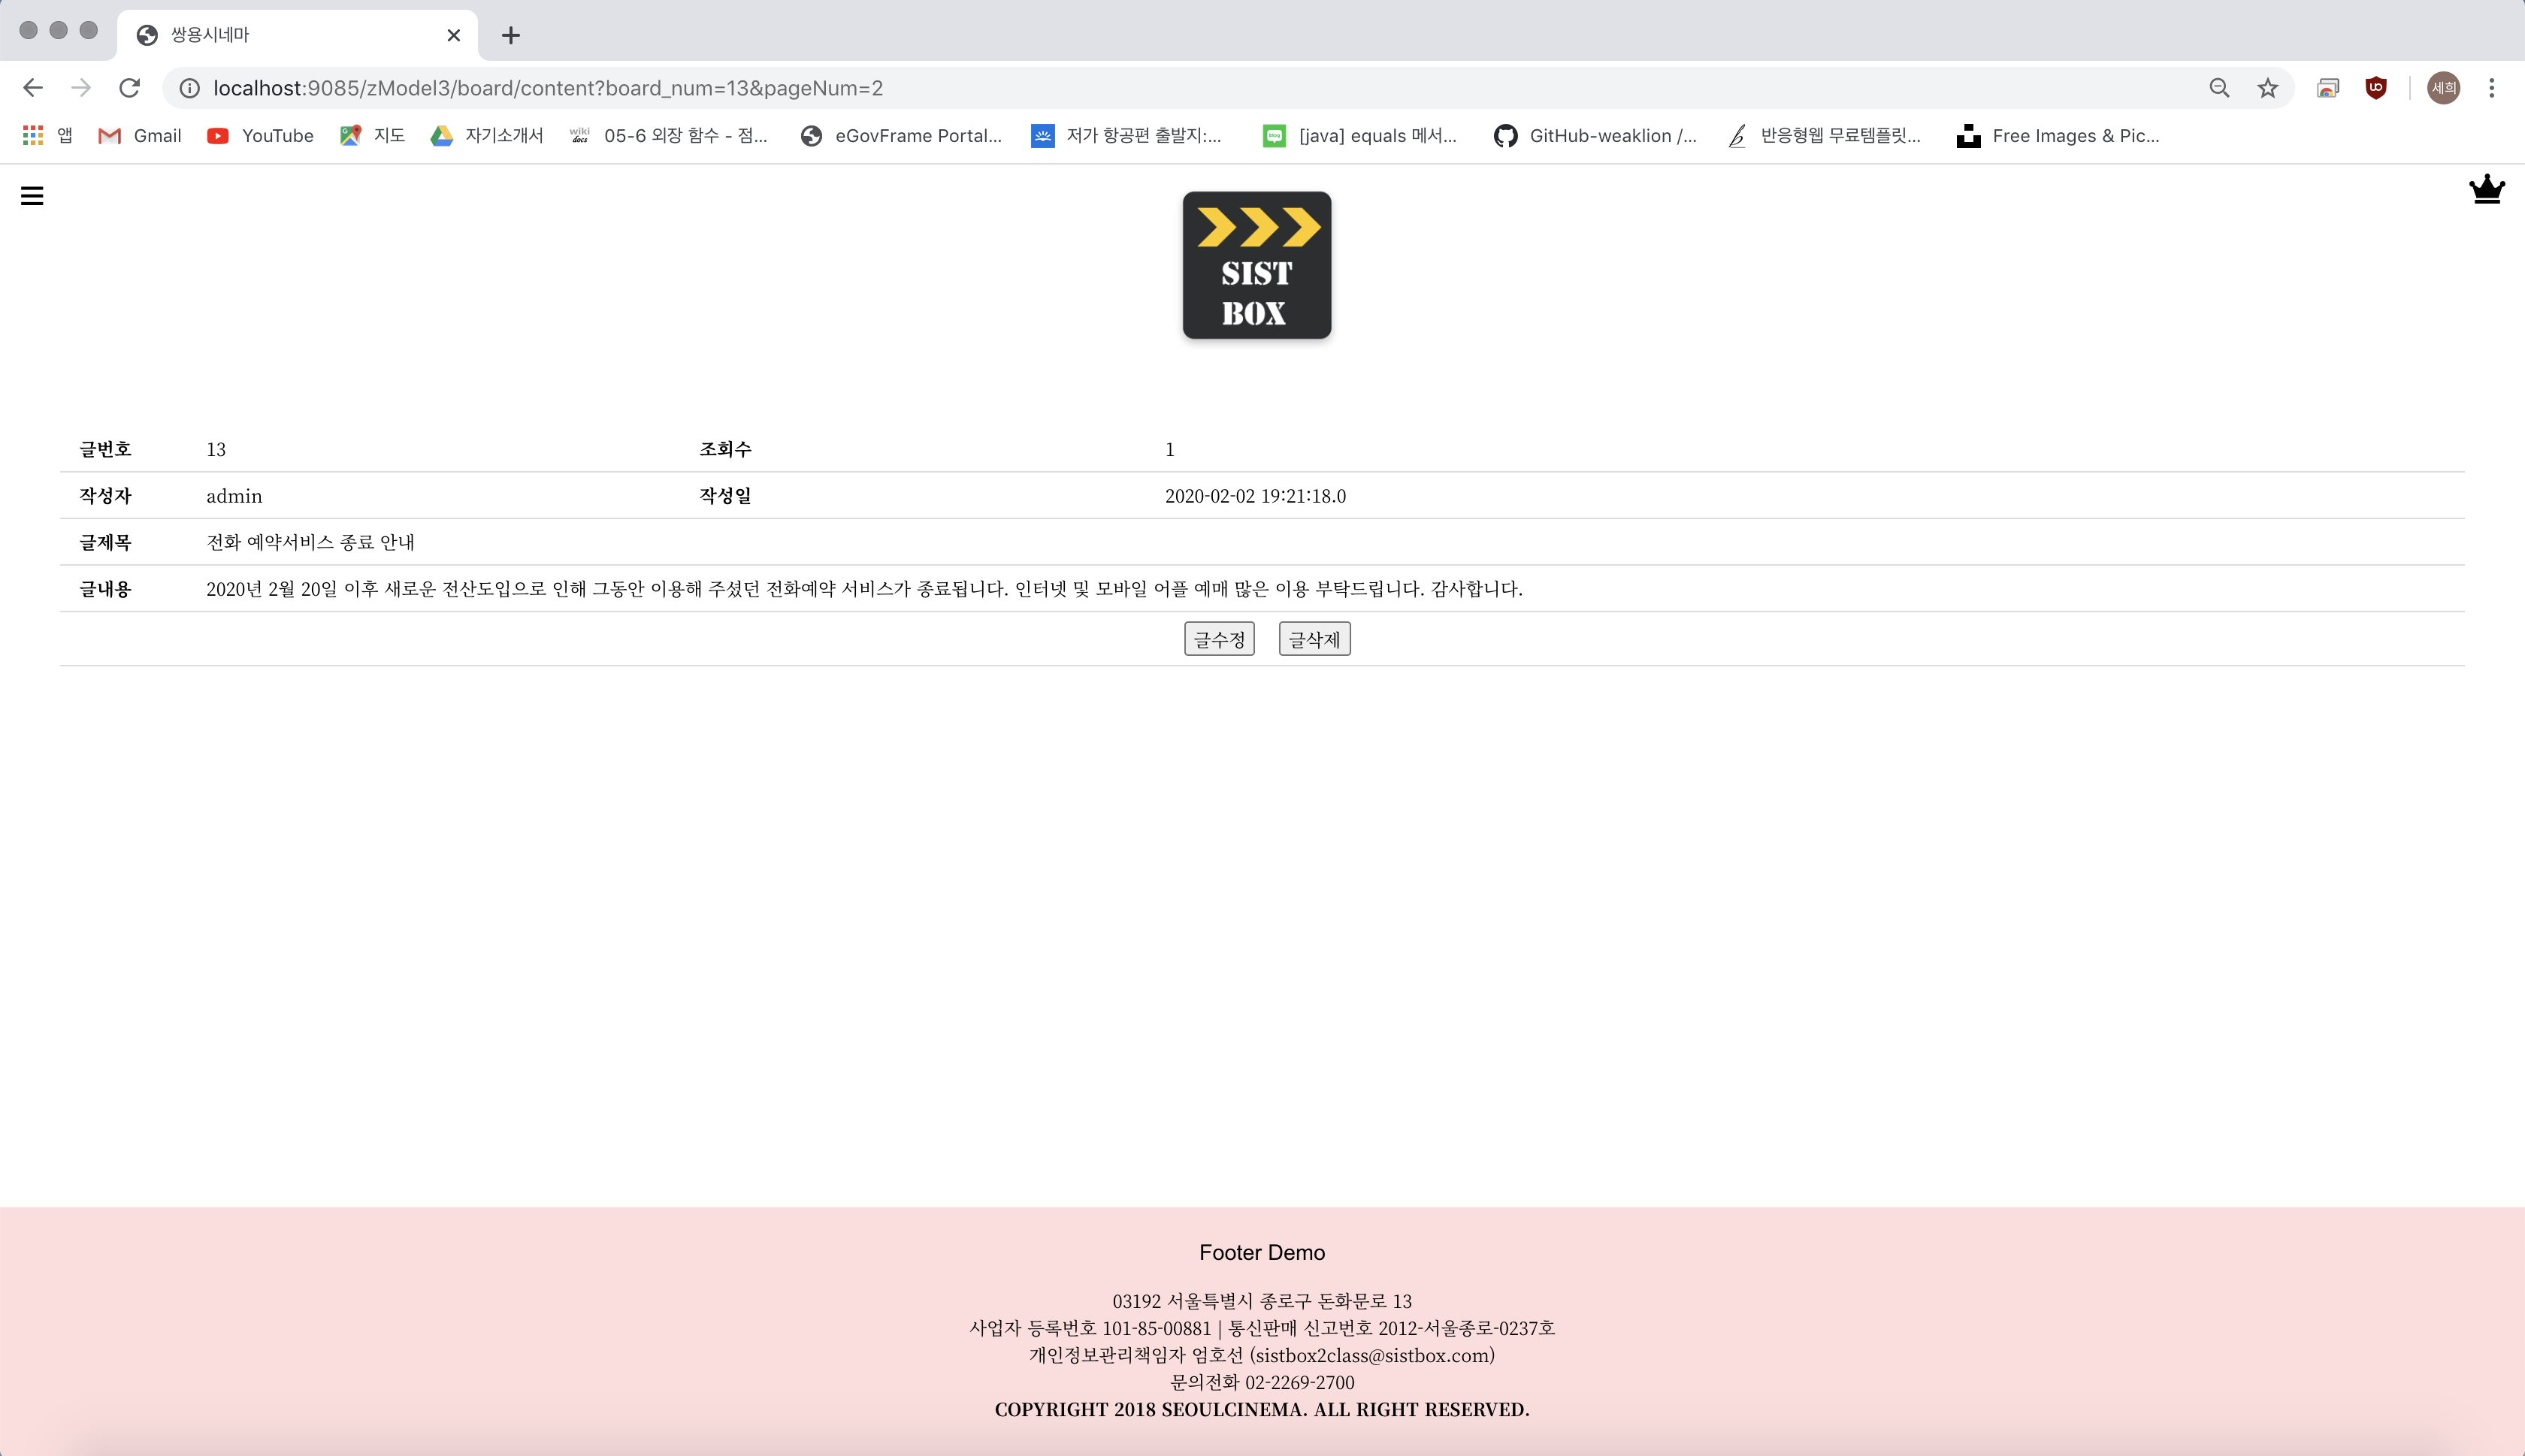 쌍용시네마
localhost:9085/zModel3/board/content?board_num=13&pageNum=2
세희
앱 Gmail YouTube 지도 자기소개서 wiki docs 05-6 외장 함수 - 점... eGovFrame Portal... 저가 항공편 출발지:... [java] equals 메서... GitHub-weaklion /... 반응형웹 무료템플릿... Free Images & Pic...
SIST
BOX
글번호 13 조회수 1
작성자 admin 작성일 2020-02-02 19:21:18.0
글제목 전화 예약서비스 종료 안내
글내용 2020년 2월 20일 이후 새로운 전산도입으로 인해 그동안 이용해 주셨던 전화예약 서비스가 종료됩니다. 인터넷 및 모바일 어플 예매 많은 이용 부탁드립니다. 감사합니다.
글수정 글삭제
Footer Demo
03192 서울특별시 종로구 돈화문로 13
사업자 등록번호 101-85-00881 | 통신판매 신고번호 2012-서울종로-0237호
개인정보관리책임자 엄호선 (sistbox2class@sistbox.com)
문의전화 02-2269-2700
COPYRIGHT 2018 SEOULCINEMA. ALL RIGHT RESERVED.